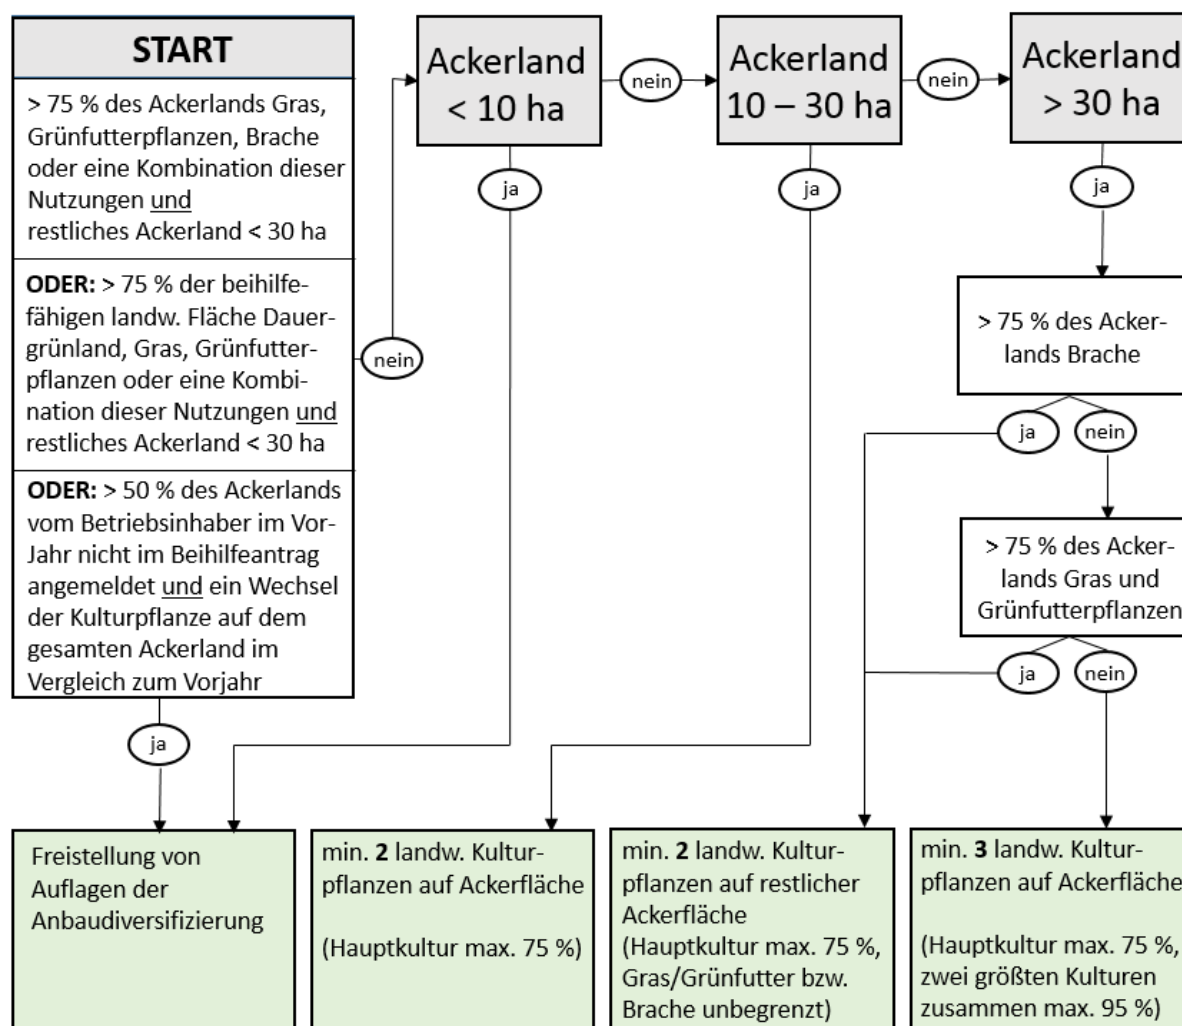 START
> 75 % des Ackerlands Gras,
Grünfutterpflanzen, Brache
oder eine Kombination dieser
Nutzungen und
restliches Ackerland < 30 ha
ODER: > 75 % der beihilfe-
fähigen landw. Fläche Dauer-
grünland, Gras, Grünfutter-
pflanzen oder eine Kombi-
nation dieser Nutzungen und
restliches Ackerland < 30 ha
ODER: > 50 % des Ackerlands
vom Betriebsinhaber im Vor-
Jahr nicht im Beihilfeantrag
angemeldet und ein Wechsel
der Kulturpflanze auf dem
gesamten Ackerland im
Vergleich zum Vorjahr
ja
nein
Ackerland
< 10 ha
nein
ja
Ackerland
10 – 30 ha
nein
ja
Ackerland
> 30 ha
ja
> 75 % des Acker-
lands Brache
ja
nein
> 75 % des Acker-
lands Gras und
Grünfutterpflanzen
ja
nein
Freistellung von
Auflagen der
Anbaudiversifizierung
min. 2 landw. Kultur-
pflanzen auf Ackerfläche
(Hauptkultur max. 75 %)
min. 2 landw. Kultur-
pflanzen auf restlicher
Ackerfläche
(Hauptkultur max. 75 %,
Gras/Grünfutter bzw.
Brache unbegrenzt)
min. 3 landw. Kultur-
pflanzen auf Ackerfläche
(Hauptkultur max. 75 %,
zwei größten Kulturen
zusammen max. 95 %)